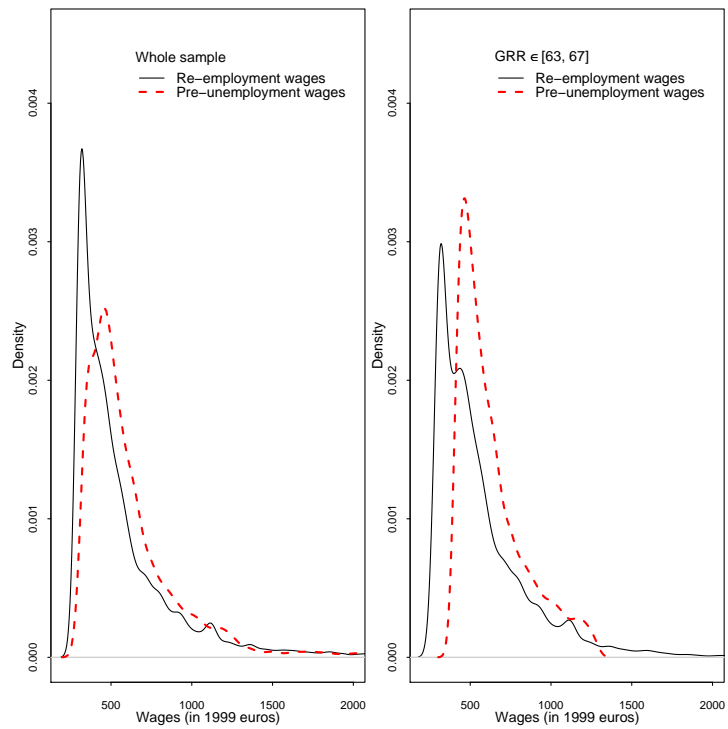 Whole sample
Re−employment wages
Pre−unemployment wages
0.004
0.003
0.002
0.001
0.000
Density
500
1000
1500
2000
Wages (in 1999 euros)
GRR ∈ [63, 67]
Re−employment wages
Pre−unemployment wages
0.004
0.003
0.002
0.001
0.000
Density
500
1000
1500
2000
Wages (in 1999 euros)